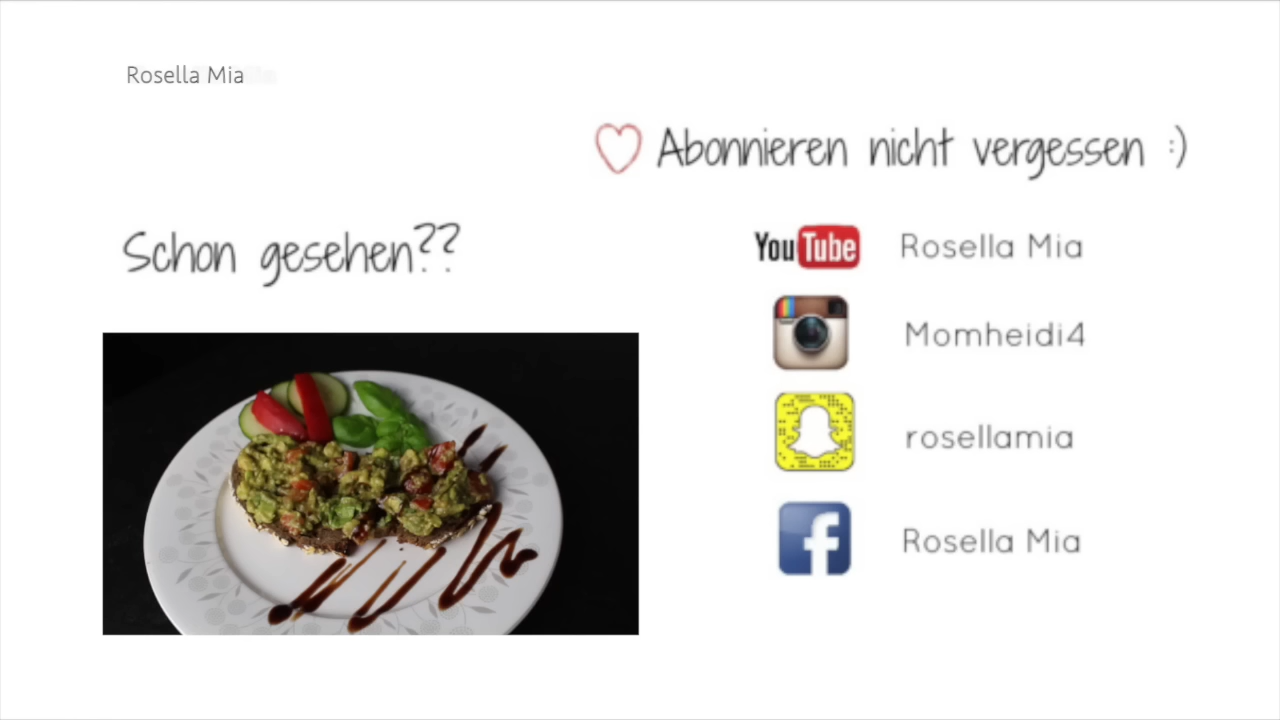 Rosella Mia
Abonnieren nicht vergessen :)
Schon gesehen??
YouTube Rosella Mia
Momheidi4
rosellamia
f Rosella Mia